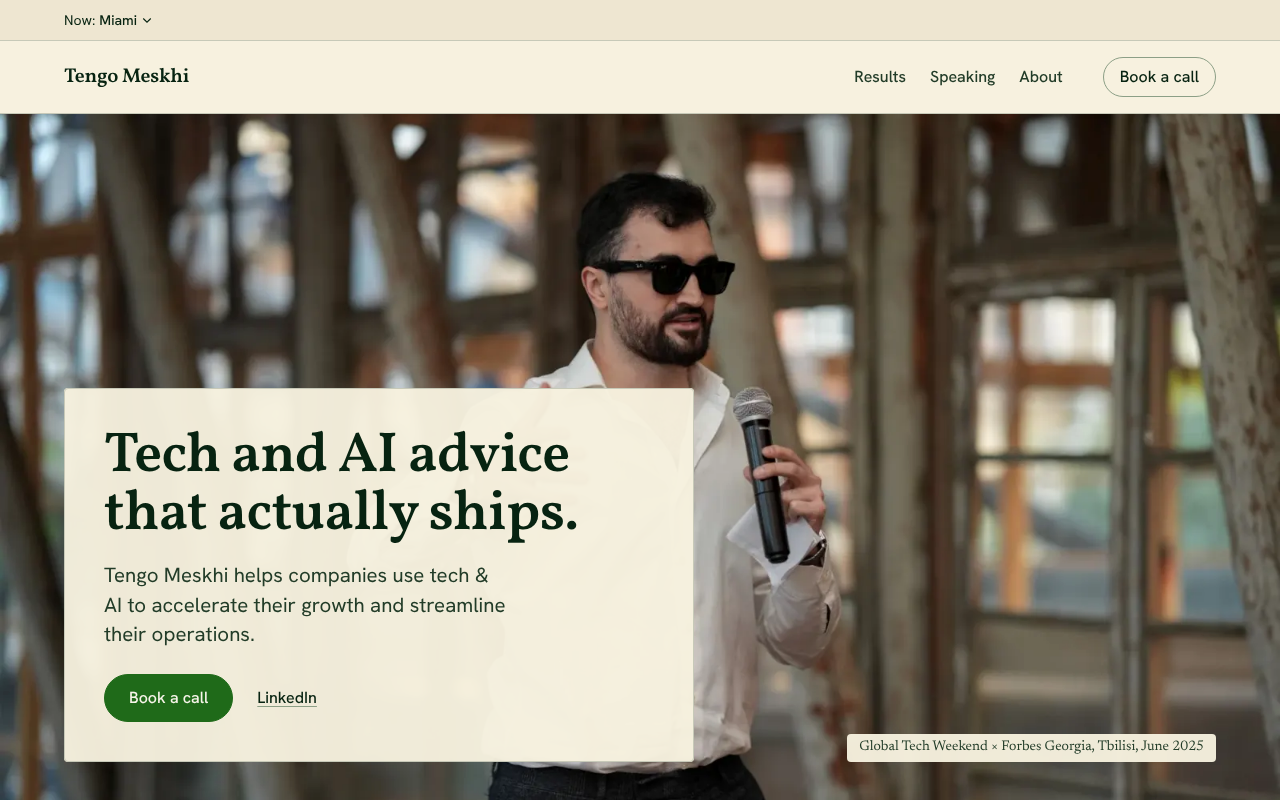 Now: Miami
Tengo Meskhi
Results
Speaking
About
Book a call
Tech and AI advice
that actually ships.
Tengo Meskhi helps companies use tech &
AI to accelerate their growth and streamline
their operations.
Book a call
LinkedIn
Global Tech Weekend × Forbes Georgia, Tbilisi, June 2025